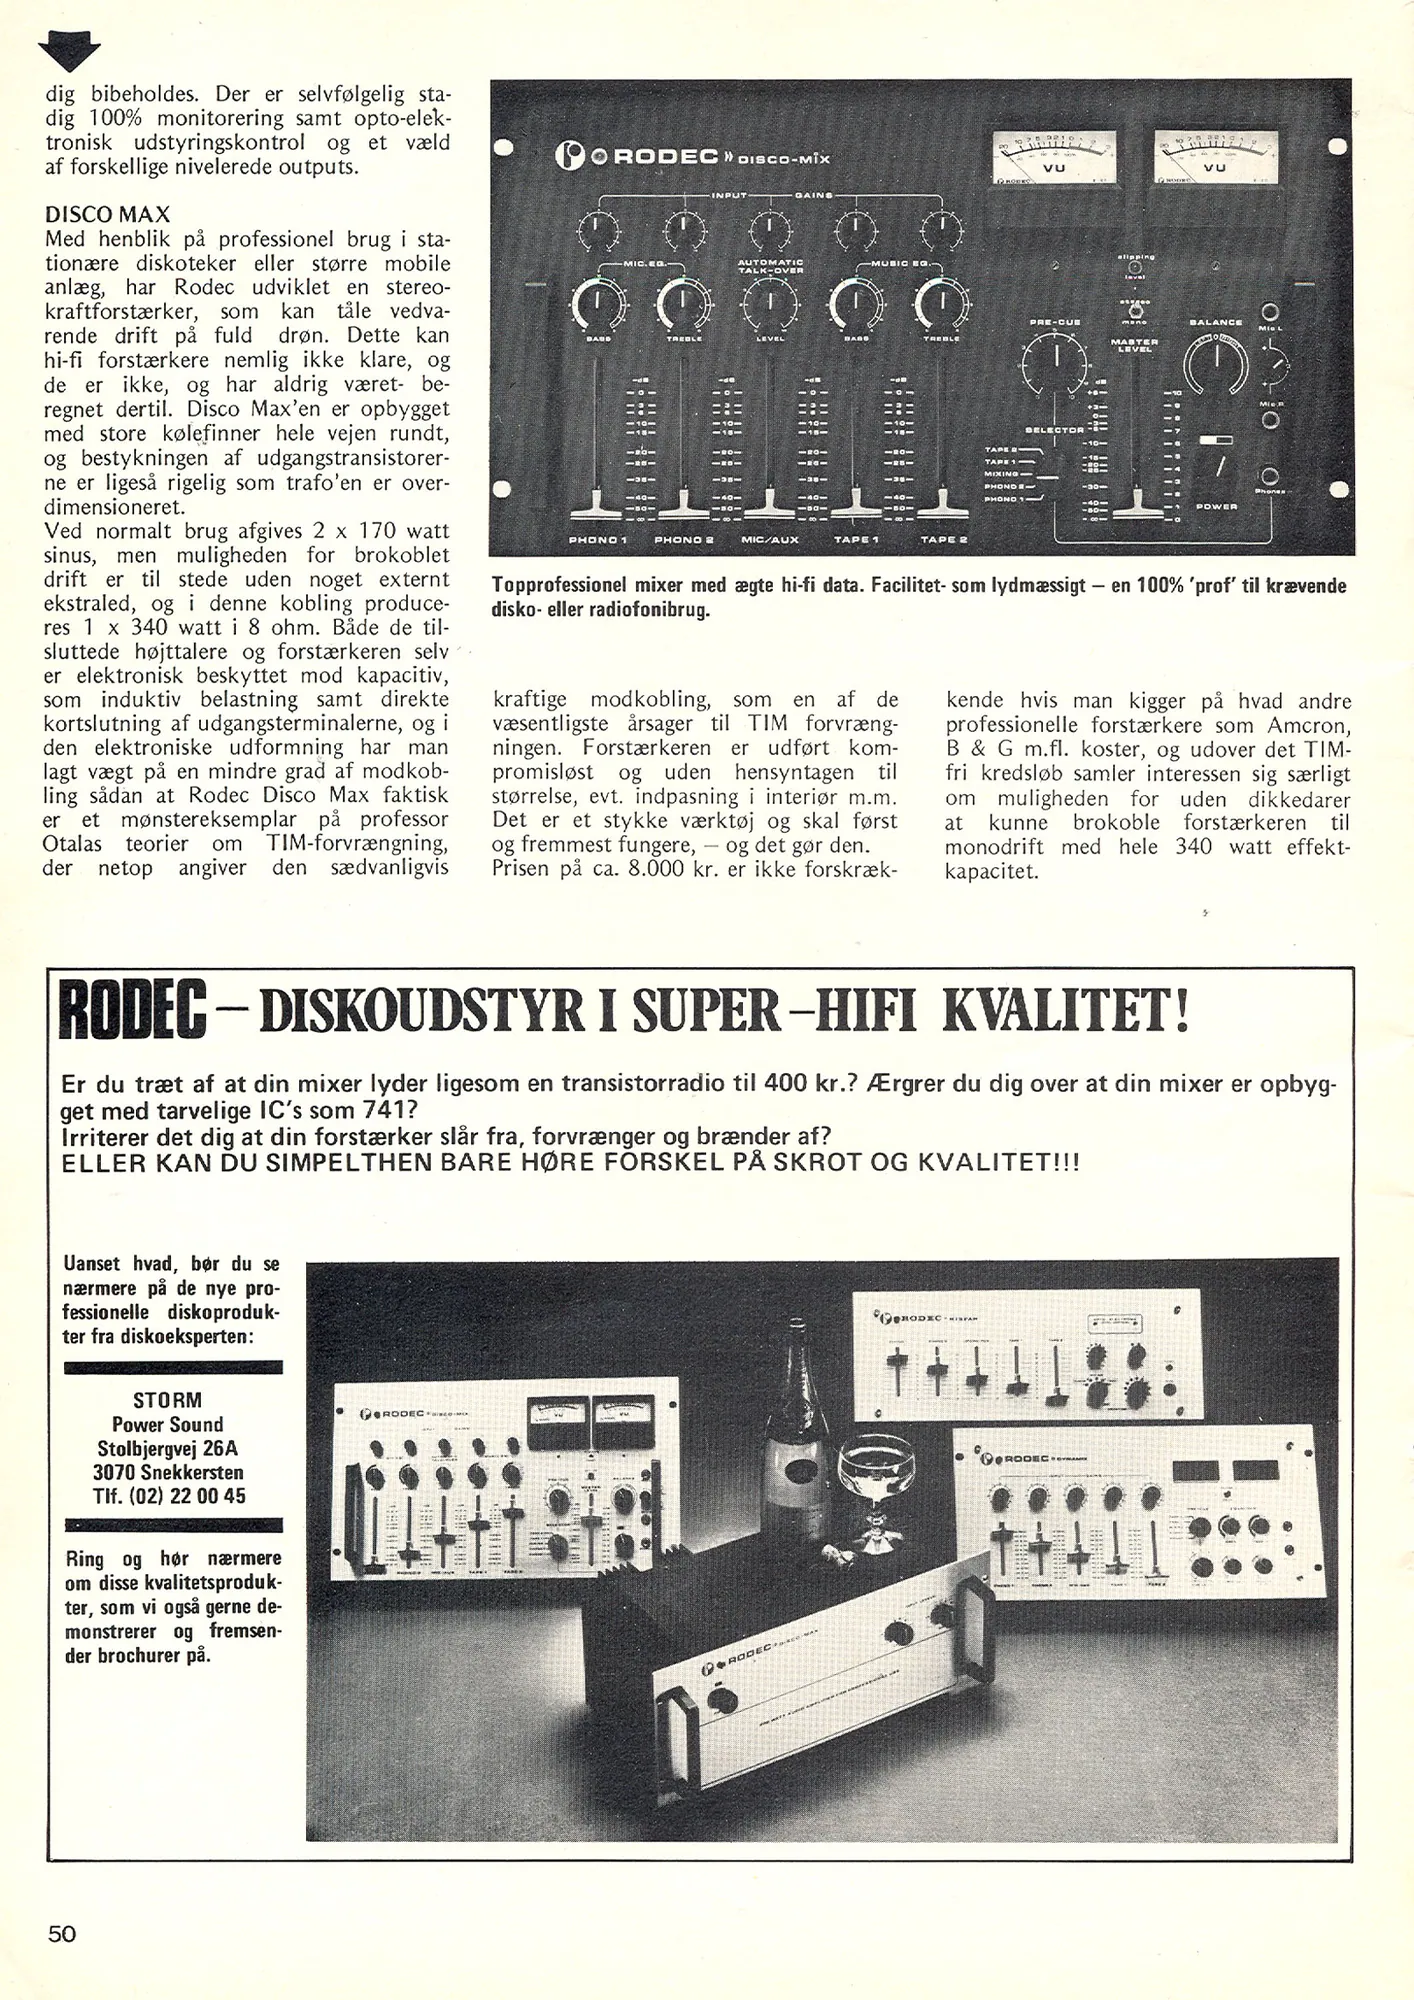 dig bibeholdes. Der er selvfølgelig sta-
dig 100% monitorering samt opto-elek-
tronisk udstyringskontrol og et væld
af forskellige nivelerede outputs.
DISCO MAX
Med henblik på professionel brug i sta-
tionære diskoteker eller større mobile
anlæg, har Rodec udviklet en stereo-
kraftforstærker, som kan tåle vedva-
rende drift på fuld drøn. Dette kan
hi-fi forstærkere nemlig ikke klare, og
de er ikke, og har aldrig været- be-
regnet dertil. Disco Max'en er opbygget
med store kølefinner hele vejen rundt,
og bestykningen af udgangstransistorer-
ne er ligeså rigelig som trafo'en er over-
dimensioneret.
Ved normalt brug afgives 2 x 170 watt
sinus, men muligheden for brokoblet
drift er til stede uden noget externt
ekstraled, og i denne kobling produce-
res 1 x 340 watt i 8 ohm. Både de til-
sluttede højttalere og forstærkeren selv
er elektronisk beskyttet mod kapacitiv,
som induktiv belastning samt direkte
kortslutning af udgangsterminalerne, og i
den elektroniske udformning har man
lagt vægt på en mindre grad af modkob-
ling sådan at Rodec Disco Max faktisk
er et mønstereksemplar på professor
Otalas teorier om TIM-forvrængning,
der netop angiver den sædvanligvis
RODEC » DISCO-MIX
VU
VU
INPUT GAINS
MIC. EQ.
AUTOMATIC
TALK-OVER
MUSIC EQ.
BASS
TREBLE
LEVEL
BASS
TREBLE
clipping
level
stereo
mono
PRE-CUE
MASTER
LEVEL
BALANCE
Mic L
Mic R
SELECTOR
TAPE 2
TAPE 1
MIXING
PHONO 2
PHONO 1
POWER
Phones
PHONO 1
PHONO 2
MIC/AUX
TAPE 1
TAPE 2
Topprofessionel mixer med ægte hi-fi data. Facilitet- som lydmæssigt – en 100% 'prof' til krævende
disko- eller radiofonibrug.
kraftige modkobling, som en af de
væsentligste årsager til TIM forvræng-
ningen. Forstærkeren er udført kom-
promisløst og uden hensyntagen til
størrelse, evt. indpasning i interiør m.m.
Det er et stykke værktøj og skal først
og fremmest fungere, – og det gør den.
Prisen på ca. 8.000 kr. er ikke forskræk-
kende hvis man kigger på hvad andre
professionelle forstærkere som Amcron,
B & G m.fl. koster, og udover det TIM-
fri kredsløb samler interessen sig særligt
om muligheden for uden dikkedarer
at kunne brokoble forstærkeren til
monodrift med hele 340 watt effekt-
kapacitet.
RODEC – DISKOUDSTYR I SUPER–HIFI KVALITET!
Er du træt af at din mixer lyder ligesom en transistorradio til 400 kr.? Ærgrer du dig over at din mixer er opbyg-
get med tarvelige IC's som 741?
Irriterer det dig at din forstærker slår fra, forvrænger og brænder af?
ELLER KAN DU SIMPELTHEN BARE HØRE FORSKEL PÅ SKROT OG KVALITET!!!
Uanset hvad, bør du se
nærmere på de nye pro-
fessionelle diskoproduk-
ter fra diskoeksperten:
STORM
Power Sound
Stolbjergvej 26A
3070 Snekkersten
Tlf. (02) 22 00 45
Ring og hør nærmere
om disse kvalitetsproduk-
ter, som vi også gerne de-
monstrerer og fremsen-
der brochurer på.
RODEC
RODEC DISCO-MIX
RODEC DYNAMIX
RODEC DISCO-MAX
50